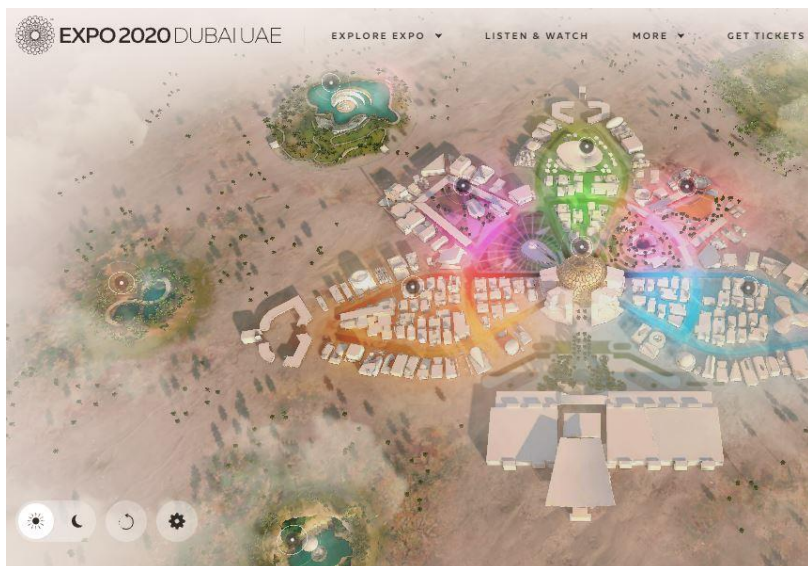 EXPO 2020 DUBAI UAE
EXPLORE EXPO
LISTEN & WATCH
MORE
GET TICKETS